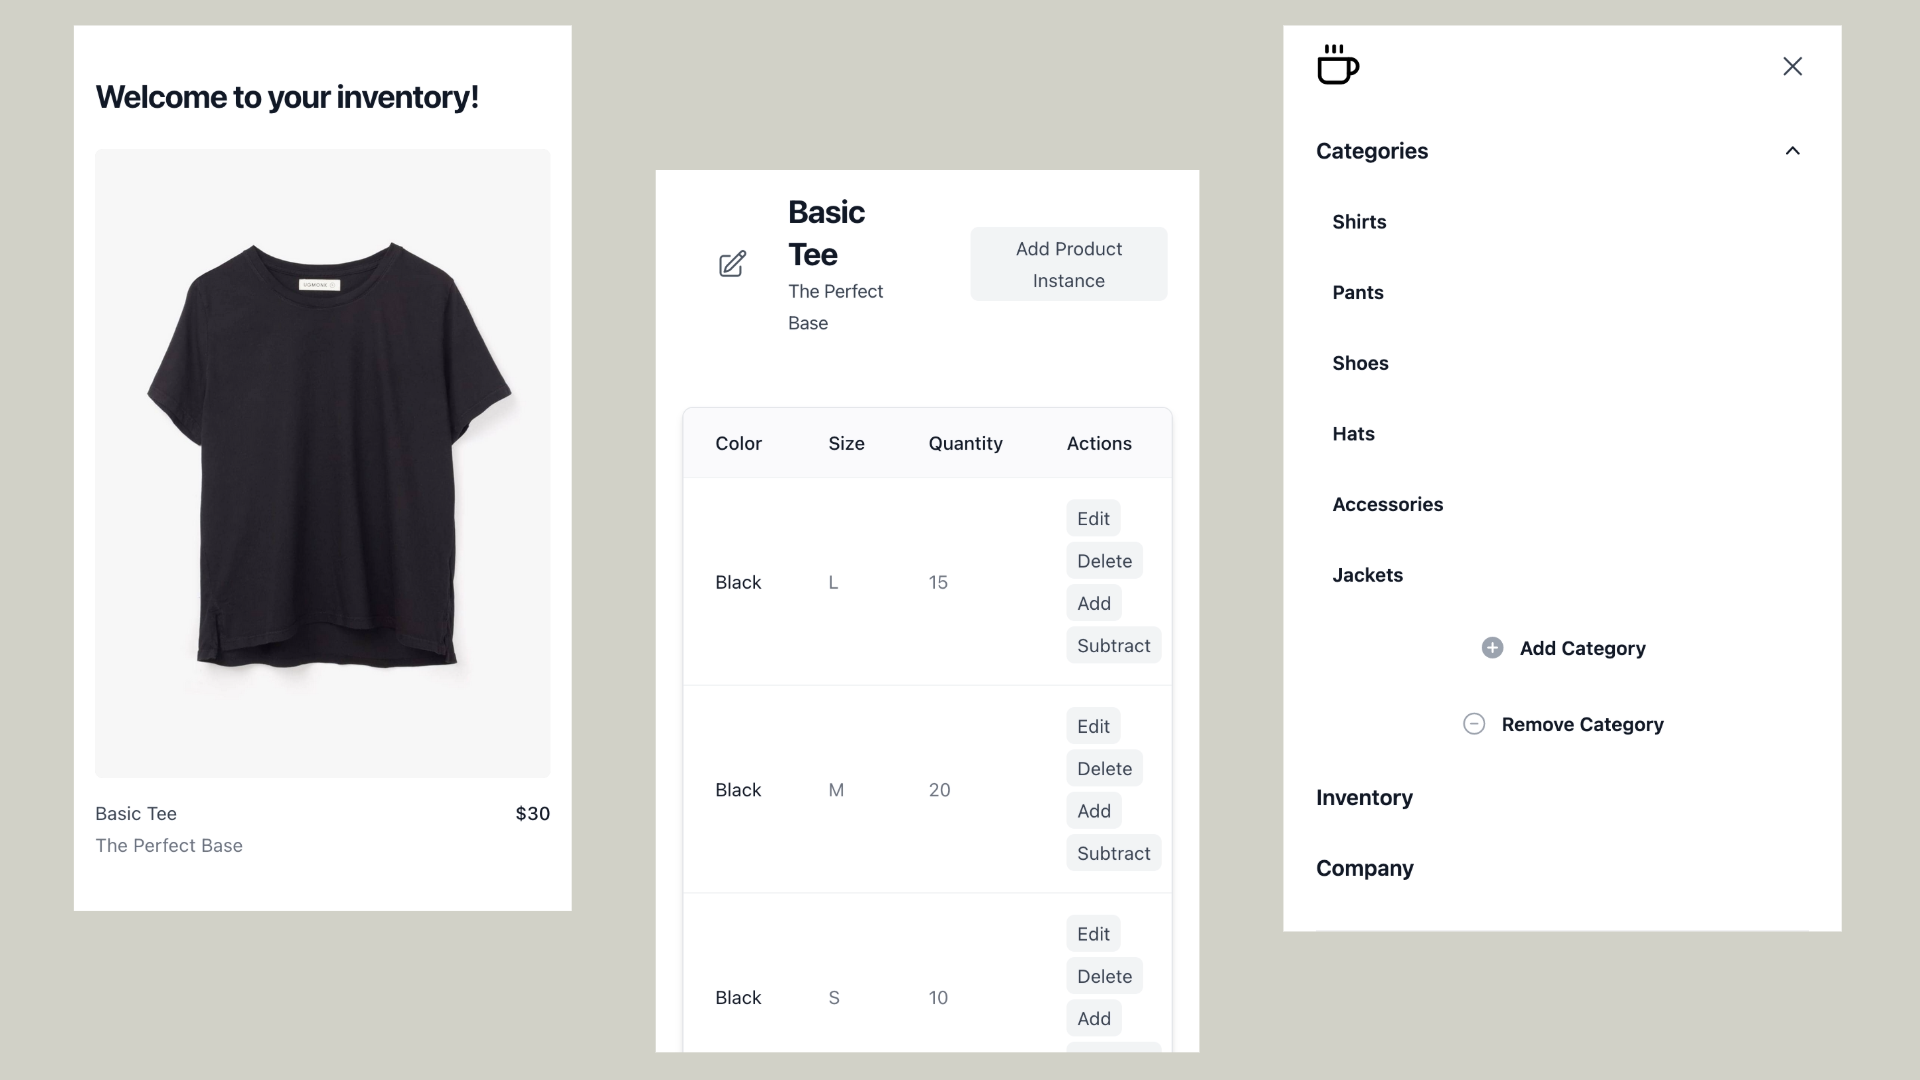 Welcome to your inventory!
Basic Tee $30
The Perfect Base
Basic
Tee
The Perfect
Base
Add Product
Instance
Color Size Quantity Actions
Black L 15
Edit
Delete
Add
Subtract
Black M 20
Edit
Delete
Add
Subtract
Black S 10
Edit
Delete
Add
Categories
Shirts
Pants
Shoes
Hats
Accessories
Jackets
Add Category
Remove Category
Inventory
Company